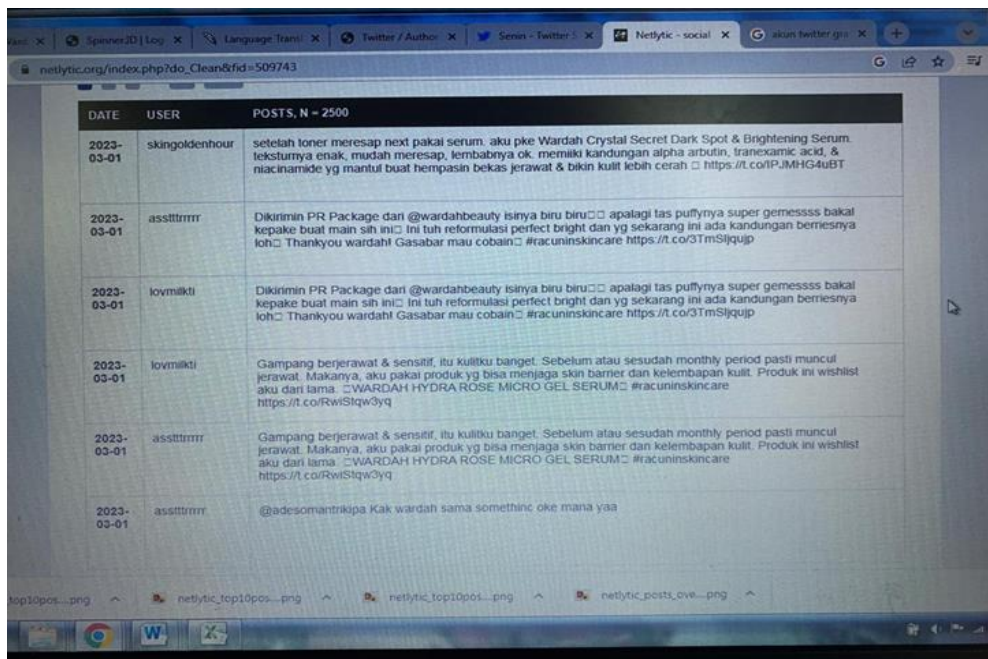 SpinnerJD | Log
Language Transl
Twitter / Author
Senin - Twitter S
Netlytic - social
akun twitter gra
netlytic.org/index.php?do_Clean&fid=509743
DATE USER POSTS, N = 2500
2023-03-01 skingoldenhour setelah toner meresap next pakai serum. aku pke Wardah Crystal Secret Dark Spot & Brightening Serum.
teksturnya enak, mudah meresap, lembabnya ok. memiliki kandungan alpha arbutin, tranexamic acid, &
niacinamide yg mantul buat hempasin bekas jerawat & bikin kulit lebih cerah □ https://t.co/IPJMHG4uBT
2023-03-01 assttrrrrr Dikirimin PR Package dari @wardahbeauty isinya biru biru□□ apalagi tas puffynya super gemessss bakal
kepake buat main sih ini□ Ini tuh reformulasi perfect bright dan yg sekarang ini ada kandungan berriesnya
loh□ Thankyou wardah! Gasabar mau cobain□ #racuninskincare https://t.co/3TmSIjqujp
2023-03-01 lovmilkti Dikirimin PR Package dari @wardahbeauty isinya biru biru□□ apalagi tas puffynya super gemessss bakal
kepake buat main sih ini□ Ini tuh reformulasi perfect bright dan yg sekarang ini ada kandungan berriesnya
loh□ Thankyou wardah! Gasabar mau cobain□ #racuninskincare https://t.co/3TmSIjqujp
2023-03-01 lovmilkti Gampang berjerawat & sensitif, itu kulitku banget. Sebelum atau sesudah monthly period pasti muncul
jerawat. Makanya, aku pakai produk yg bisa menjaga skin barrier dan kelembapan kulit. Produk ini wishlist
aku dari lama. □WARDAH HYDRA ROSE MICRO GEL SERUM□ #racuninskincare
https://t.co/RwiStqw3yq
2023-03-01 assttrrrrr Gampang berjerawat & sensitif, itu kulitku banget. Sebelum atau sesudah monthly period pasti muncul
jerawat. Makanya, aku pakai produk yg bisa menjaga skin barrier dan kelembapan kulit. Produk ini wishlist
aku dari lama. □WARDAH HYDRA ROSE MICRO GEL SERUM□ #racuninskincare
https://t.co/RwiStqw3yq
2023-03-01 assttrrrrr @adesomantrikipa Kak wardah sama somethinc oke mana yaa
top10pos....png
netlytic_top10pos....png
netlytic_top10pos....png
netlytic_posts_ove....png